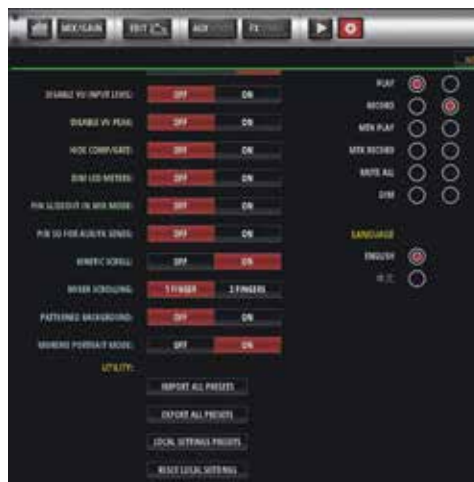 MIX/GAIN EDIT AUX FX
DISABLE VU INPUT LEVEL: OFF ON
DISABLE VU PEAK: OFF ON
HIDE COMP/GATE: OFF ON
DIM LED METERS: OFF ON
PIN SLIDEOUT IN MIX MODE: OFF ON
PIN SO FOR AUX/FX SENDS: OFF ON
KINETIC SCROLL: OFF ON
MIXER SCROLLING: 1 FINGER 2 FINGERS
PATTERNED BACKGROUND: OFF ON
PORTRAIT MODE: OFF ON
UTILITY:
IMPORT ALL PRESETS
EXPORT ALL PRESETS
LOCAL SETTINGS PRESETS
RESET LOCAL SETTINGS
PLAY
RECORD
MTK PLAY
MTK RECORD
MUTE ALL
DIM
LANGUAGE
ENGLISH
中文